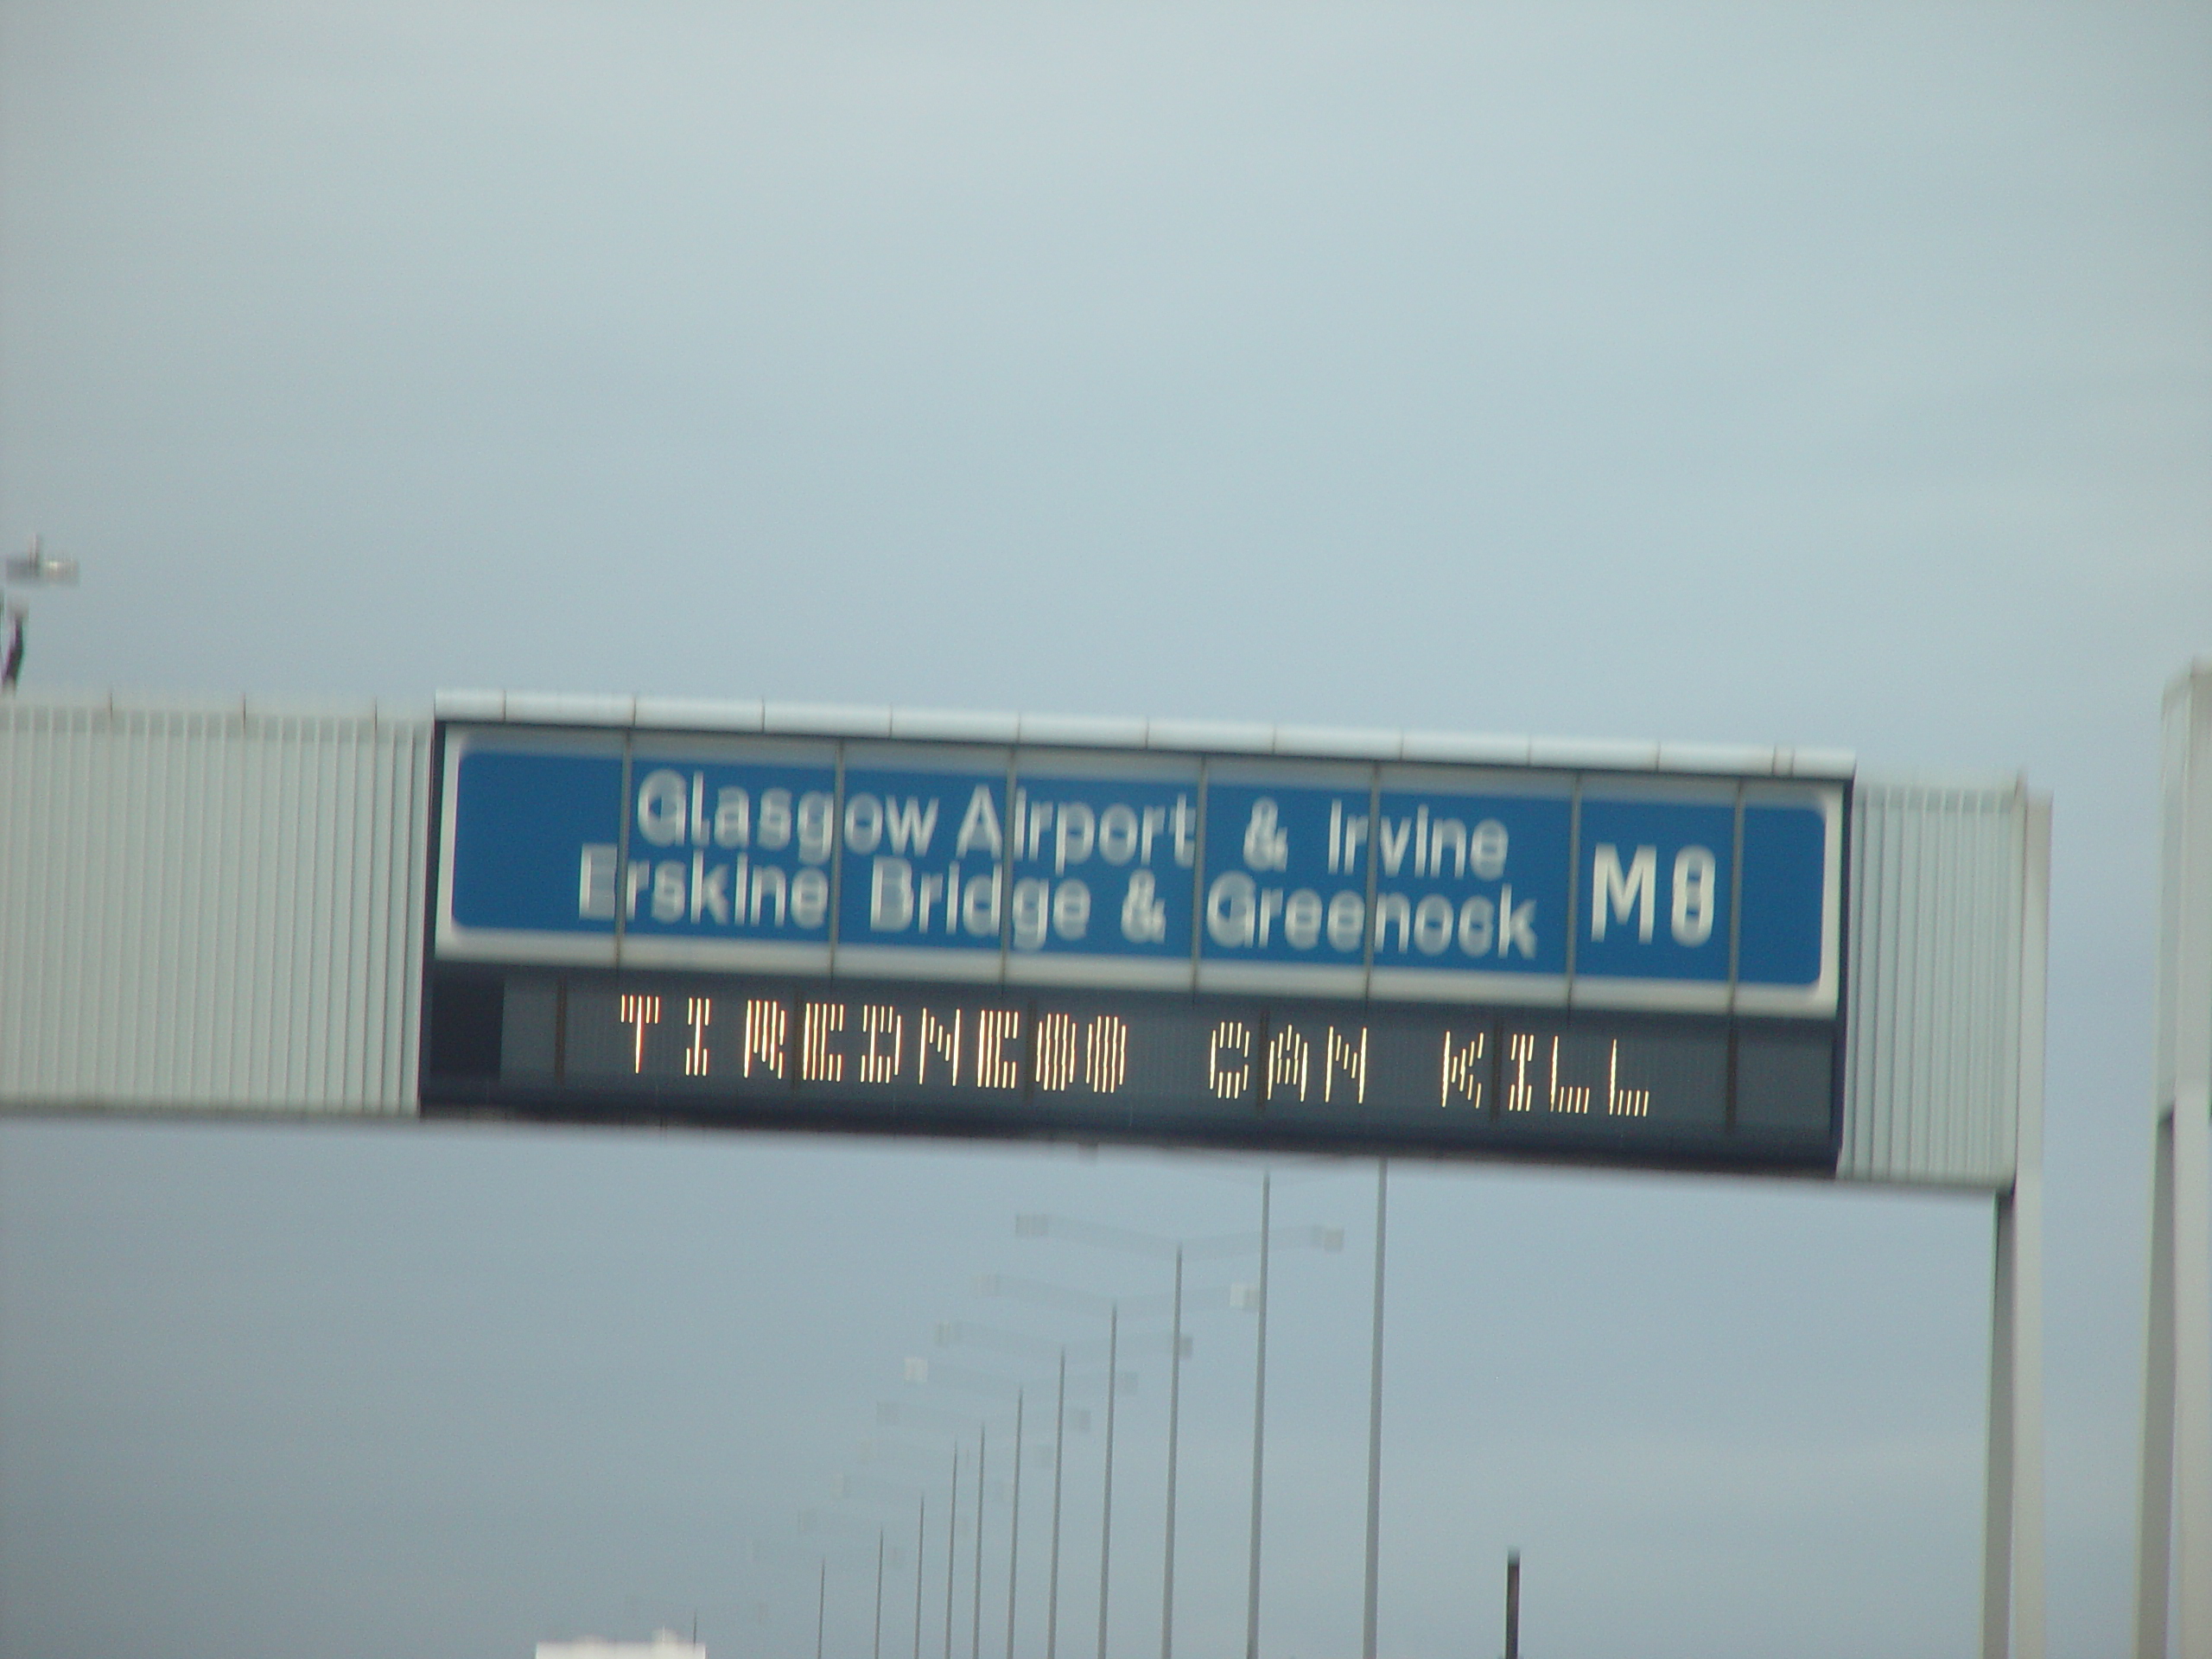 Glasgow Airport & Irvine
Erskine Bridge & Greenock
M8
TIREDNESS CAN KILL